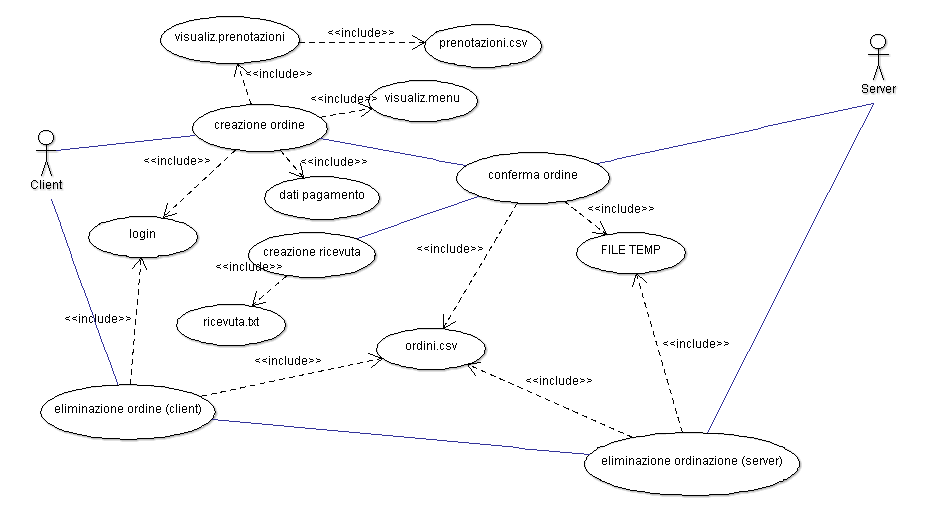 visualiz.prenotazioni
<<include>>
prenotazioni.csv
<<include>>
Server
<<include>>
visualiz.menu
creazione ordine
<<include>>
<<include>>
Client
conferma ordine
dati pagamento
<<include>>
login
creazione ricevuta
<<include>>
FILE TEMP
<<include>>
ricevuta.txt
<<include>>
ordini.csv
<<include>>
<<include>>
<<include>>
eliminazione ordine (client)
eliminazione ordinazione (server)